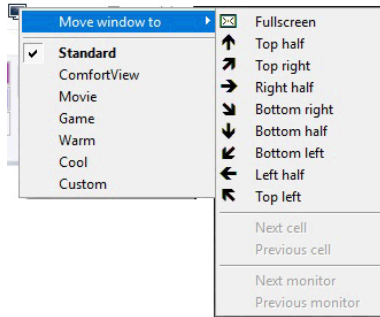 Move window to
Standard
ComfortView
Movie
Game
Warm
Cool
Custom
Fullscreen
Top half
Top right
Right half
Bottom right
Bottom half
Bottom left
Left half
Top left
Next cell
Previous cell
Next monitor
Previous monitor